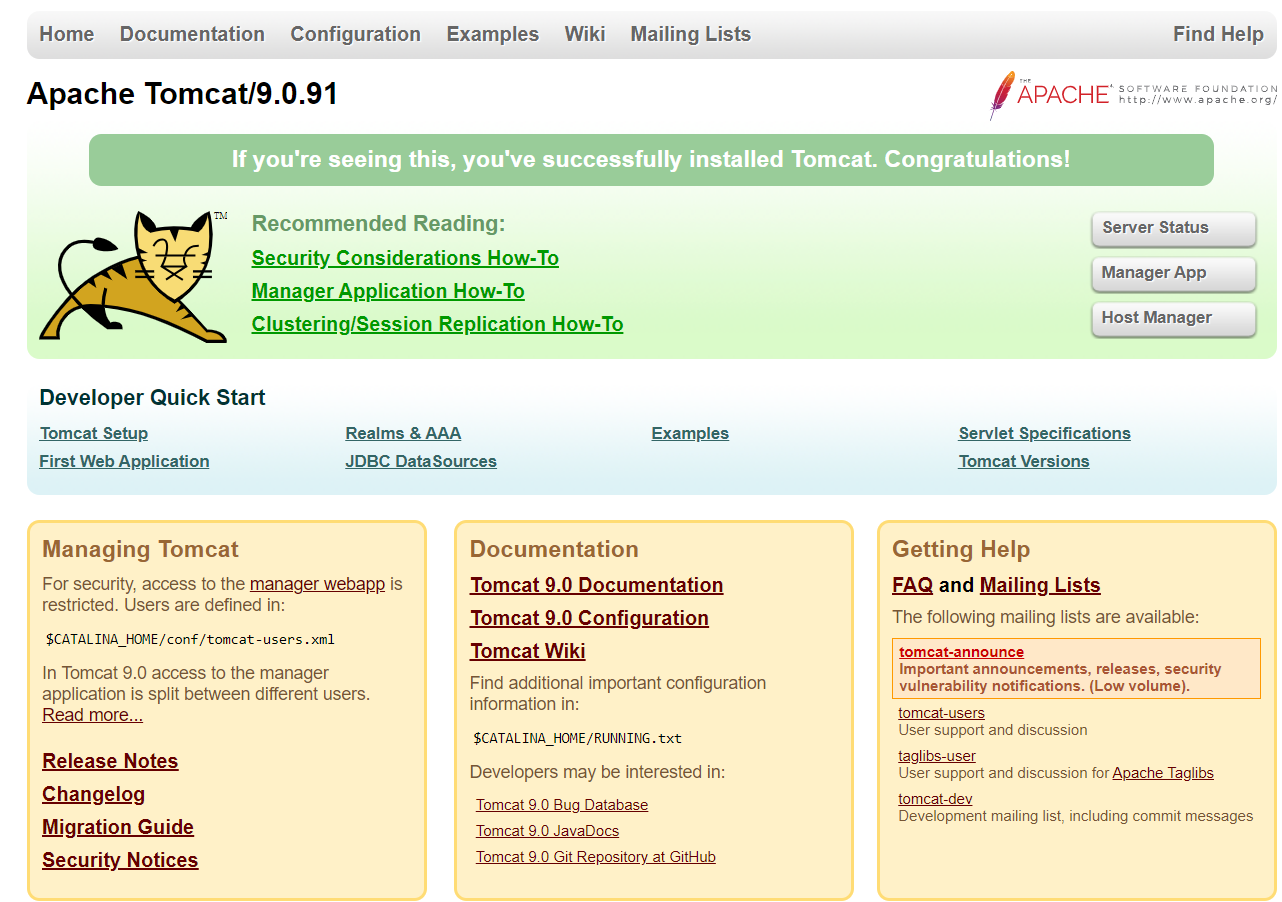 Home Documentation Configuration Examples Wiki Mailing Lists Find Help
Apache Tomcat/9.0.91
THE
APACHE® SOFTWARE FOUNDATION
http://www.apache.org/
If you're seeing this, you've successfully installed Tomcat. Congratulations!
TM
Recommended Reading:
Security Considerations How-To
Manager Application How-To
Clustering/Session Replication How-To
Server Status
Manager App
Host Manager
Developer Quick Start
Tomcat Setup
First Web Application
Realms & AAA
JDBC DataSources
Examples
Servlet Specifications
Tomcat Versions
Managing Tomcat
For security, access to the manager webapp is
restricted. Users are defined in:
$CATALINA_HOME/conf/tomcat-users.xml
In Tomcat 9.0 access to the manager
application is split between different users.
Read more...
Release Notes
Changelog
Migration Guide
Security Notices
Documentation
Tomcat 9.0 Documentation
Tomcat 9.0 Configuration
Tomcat Wiki
Find additional important configuration
information in:
$CATALINA_HOME/RUNNING.txt
Developers may be interested in:
Tomcat 9.0 Bug Database
Tomcat 9.0 JavaDocs
Tomcat 9.0 Git Repository at GitHub
Getting Help
FAQ and Mailing Lists
The following mailing lists are available:
tomcat-announce
Important announcements, releases, security
vulnerability notifications. (Low volume).
tomcat-users
User support and discussion
taglibs-user
User support and discussion for Apache Taglibs
tomcat-dev
Development mailing list, including commit messages